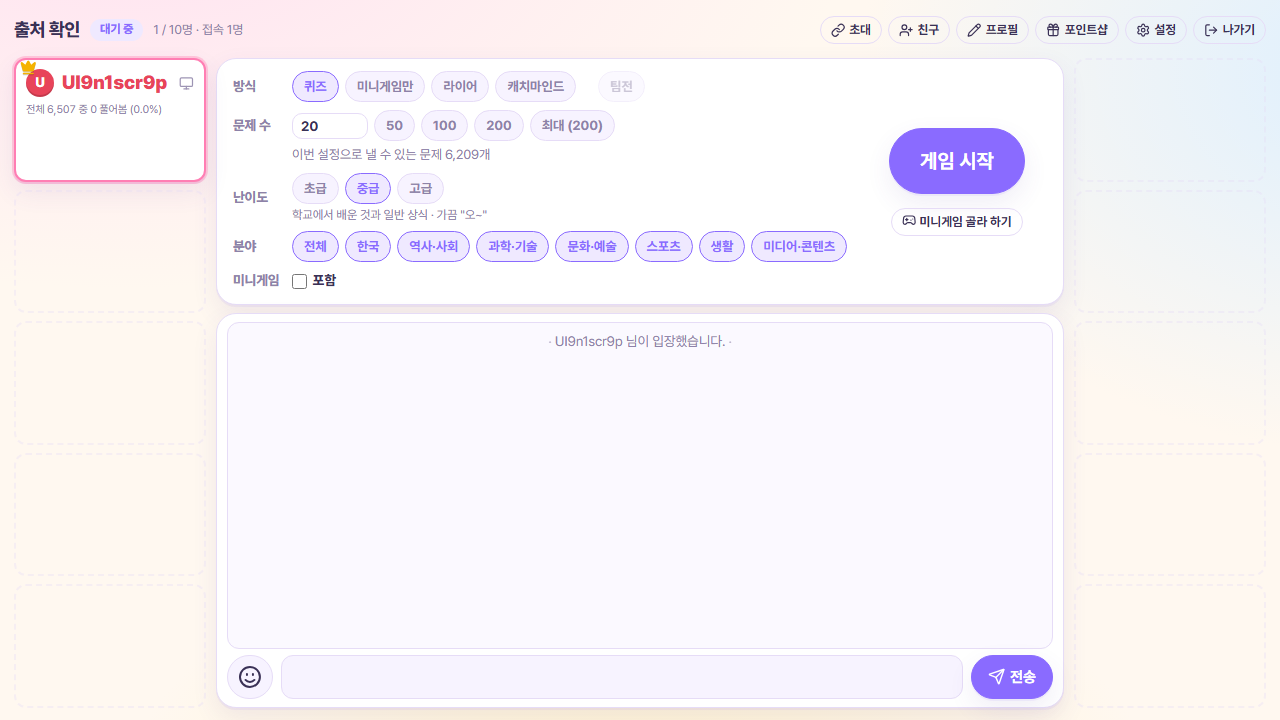 출처 확인 대기 중 1 / 10명 · 접속 1명
초대 친구 프로필 포인트샵 설정 나가기
U UI9n1scr9p
전체 6,507 중 0 풀어봄 (0.0%)
방식 퀴즈 미니게임만 라이어 캐치마인드 팀전
문제 수 20 50 100 200 최대 (200)
이번 설정으로 낼 수 있는 문제 6,209개
난이도 초급 중급 고급
학교에서 배운 것과 일반 상식 · 가끔 "오~"
분야 전체 한국 역사·사회 과학·기술 문화·예술 스포츠 생활 미디어·콘텐츠
미니게임 포함
게임 시작
미니게임 골라 하기
· UI9n1scr9p 님이 입장했습니다. ·
전송